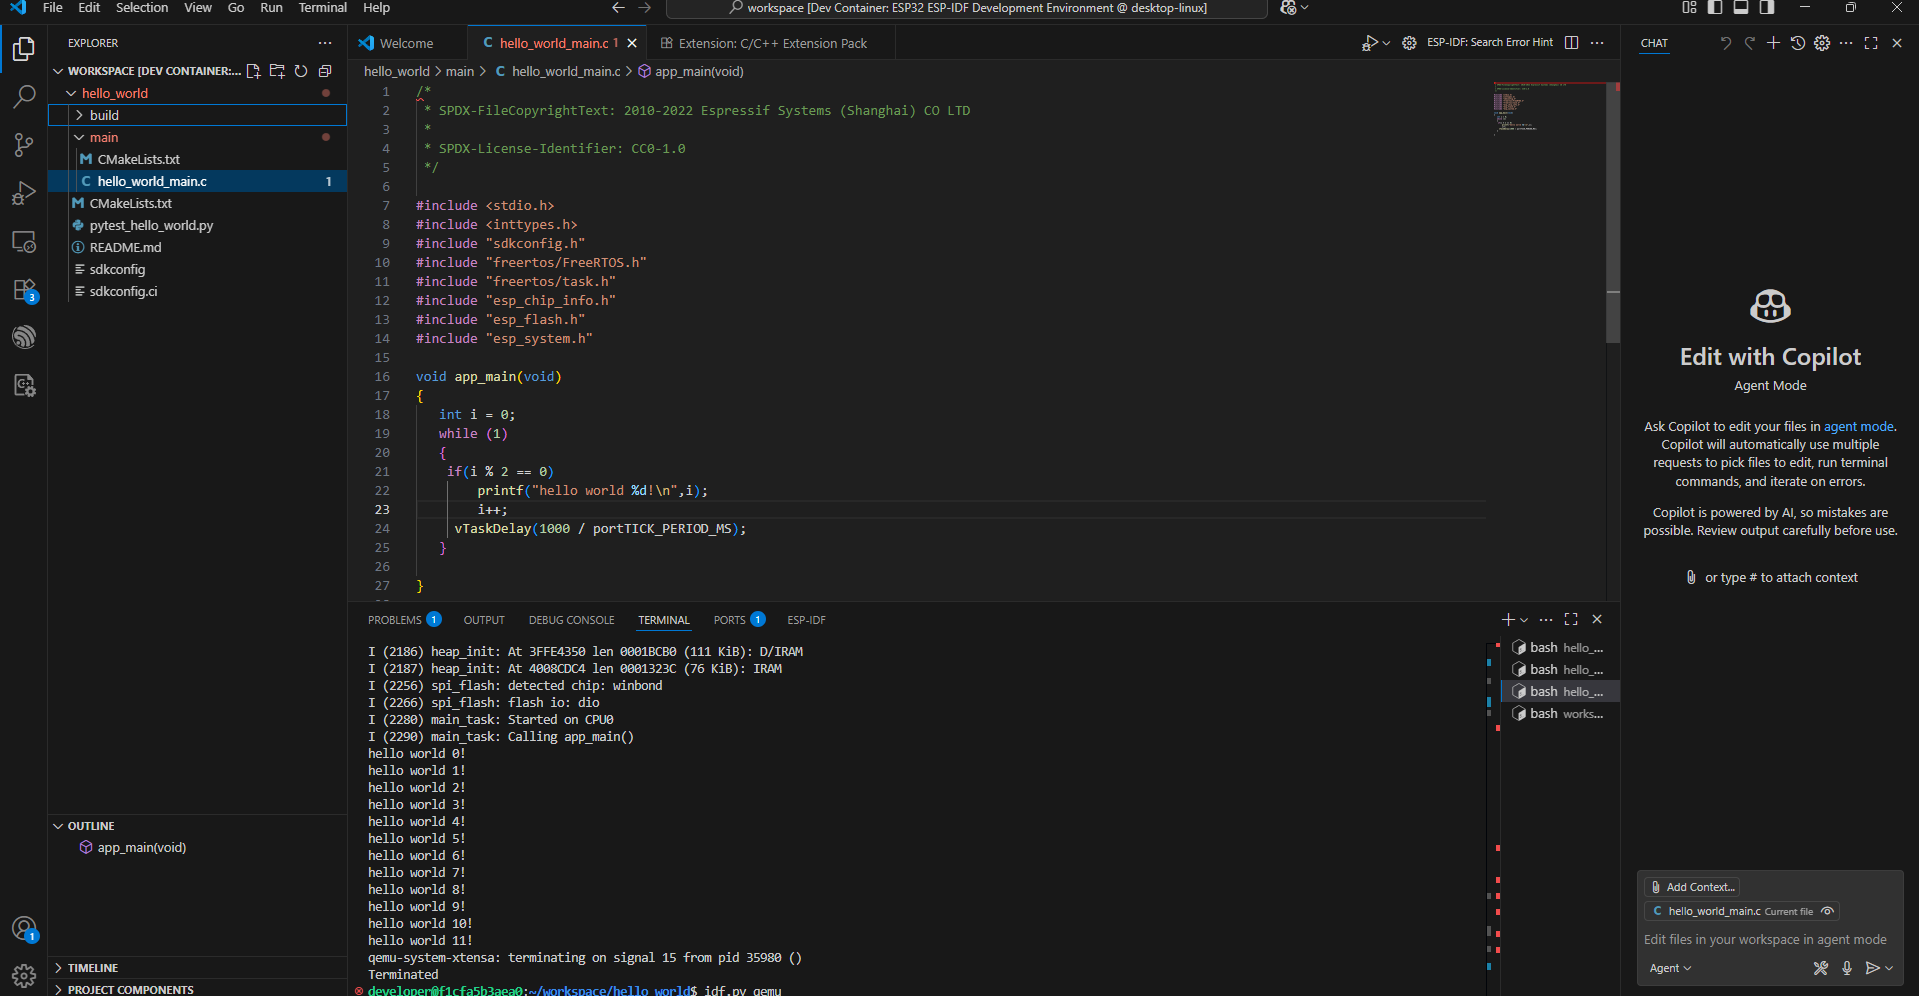 File Edit Selection View Go Run Terminal Help
workspace [Dev Container: ESP32 ESP-IDF Development Environment @ desktop-linux]
EXPLORER
WORKSPACE [DEV CONTAINER:...
hello_world
build
main
CMakeLists.txt
hello_world_main.c 1
CMakeLists.txt
pytest_hello_world.py
README.md
sdkconfig
sdkconfig.ci
3
OUTLINE
app_main(void)
TIMELINE
PROJECT COMPONENTS
1
Welcome
hello_world_main.c 1
Extension: C/C++ Extension Pack
ESP-IDF: Search Error Hint
hello_world > main > C hello_world_main.c > app_main(void)
1 /*
2 * SPDX-FileCopyrightText: 2010-2022 Espressif Systems (Shanghai) CO LTD
3 *
4 * SPDX-License-Identifier: CC0-1.0
5 */
6
7 #include <stdio.h>
8 #include <inttypes.h>
9 #include "sdkconfig.h"
10 #include "freertos/FreeRTOS.h"
11 #include "freertos/task.h"
12 #include "esp_chip_info.h"
13 #include "esp_flash.h"
14 #include "esp_system.h"
15
16 void app_main(void)
17 {
18 int i = 0;
19 while (1)
20 {
21 if(i % 2 == 0)
22 printf("hello world %d!\n",i);
23 i++;
24 vTaskDelay(1000 / portTICK_PERIOD_MS);
25 }
26
27 }
PROBLEMS 1 OUTPUT DEBUG CONSOLE TERMINAL PORTS 1 ESP-IDF
I (2186) heap_init: At 3FFE4350 len 0001BCB0 (111 KiB): D/IRAM
I (2187) heap_init: At 4008CDC4 len 0001323C (76 KiB): IRAM
I (2256) spi_flash: detected chip: winbond
I (2266) spi_flash: flash io: dio
I (2280) main_task: Started on CPU0
I (2290) main_task: Calling app_main()
hello world 0!
hello world 1!
hello world 2!
hello world 3!
hello world 4!
hello world 5!
hello world 6!
hello world 7!
hello world 8!
hello world 9!
hello world 10!
hello world 11!
qemu-system-xtensa: terminating on signal 15 from pid 35980 ()
Terminated
developer@f1cfa5b3aea0:~/workspace/hello_world$ idf.py qemu
bash hello_...
bash hello_...
bash hello_...
bash works...
CHAT
Edit with Copilot
Agent Mode
Ask Copilot to edit your files in agent mode.
Copilot will automatically use multiple
requests to pick files to edit, run terminal
commands, and iterate on errors.
Copilot is powered by AI, so mistakes are
possible. Review output carefully before use.
or type # to attach context
Add Context...
C hello_world_main.c Current file
Edit files in your workspace in agent mode
Agent